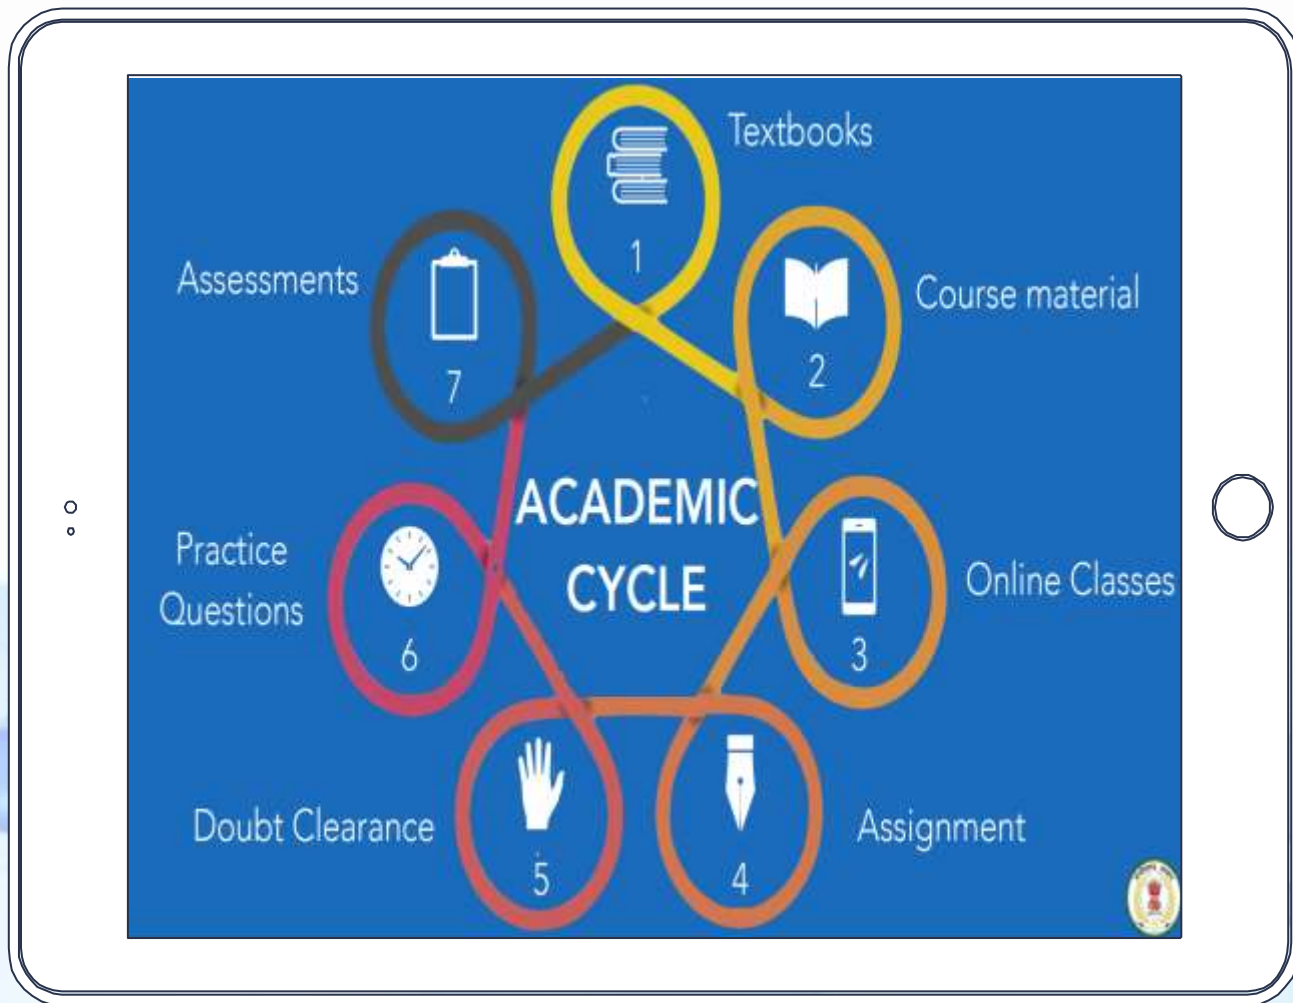 Textbooks
1
Assessments
Course material
7
2
ACADEMIC
CYCLE
Practice
Questions
Online Classes
6
3
Doubt Clearance
Assignment
5
4